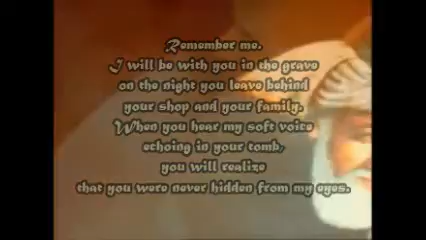 Remember me.
I will be with you in the grave
on the night you leave behind
your shop and your family.
When you hear my soft voice
echoing in your tomb,
you will realize
that you were never hidden from my eyes.